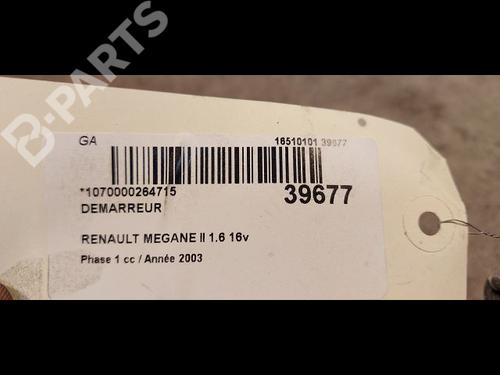 B-PARTS
GA
16510101 39677
*1070000264715
39677
DEMARREUR
RENAULT MEGANE II 1.6 16v
Phase 1 cc / Année 2003